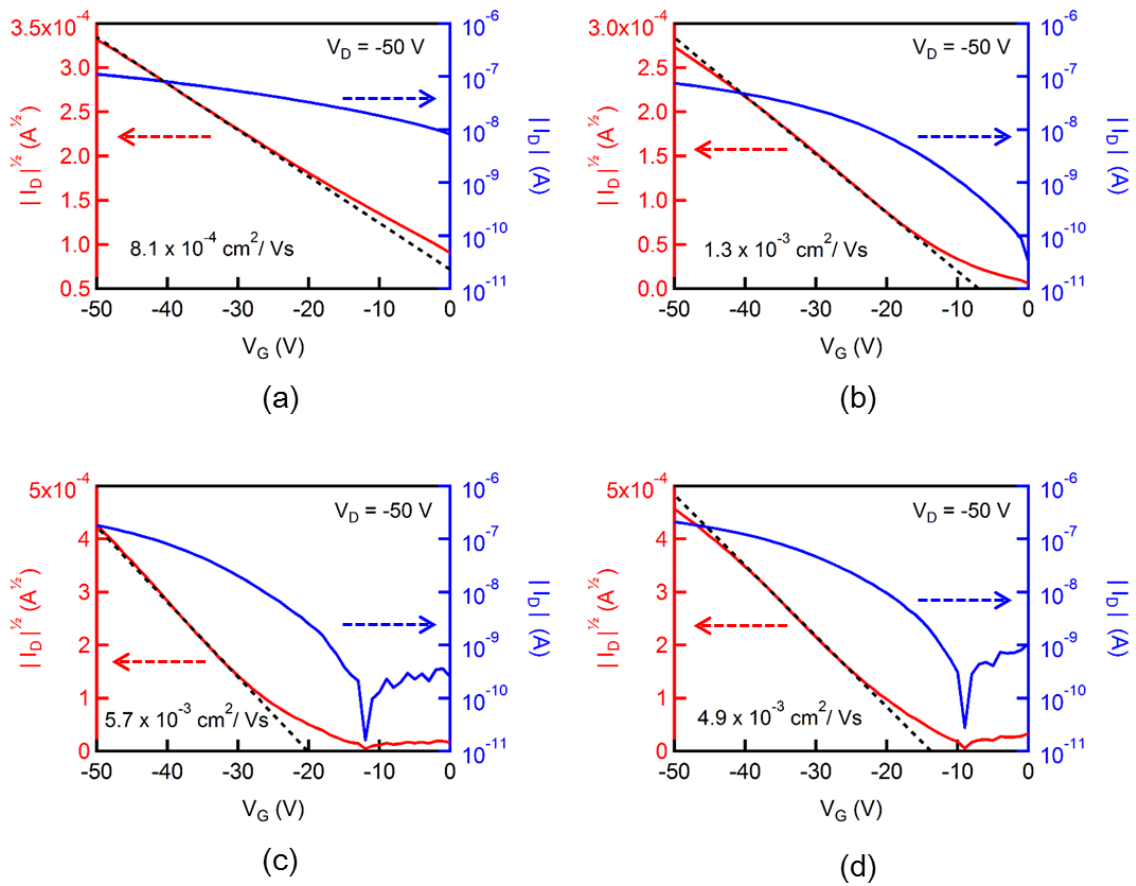 3.5x10⁻⁴
3.0
2.5
2.0
1.5
1.0
0.5
| I_D |^½ (A^½)
V_D = -50 V
8.1 x 10⁻⁴ cm²/ Vs
10⁻⁶
10⁻⁷
10⁻⁸
10⁻⁹
10⁻¹⁰
10⁻¹¹
| I_D | (A)
-50 -40 -30 -20 -10 0
V_G (V)
(a)
3.0x10⁻⁴
2.5
2.0
1.5
1.0
0.5
0.0
| I_D |^½ (A^½)
V_D = -50 V
1.3 x 10⁻³ cm²/ Vs
10⁻⁶
10⁻⁷
10⁻⁸
10⁻⁹
10⁻¹⁰
10⁻¹¹
| I_D | (A)
-50 -40 -30 -20 -10 0
V_G (V)
(b)
5x10⁻⁴
4
3
2
1
0
| I_D |^½ (A^½)
V_D = -50 V
5.7 x 10⁻³ cm²/ Vs
10⁻⁶
10⁻⁷
10⁻⁸
10⁻⁹
10⁻¹⁰
10⁻¹¹
| I_D | (A)
-50 -40 -30 -20 -10 0
V_G (V)
(c)
5x10⁻⁴
4
3
2
1
0
| I_D |^½ (A^½)
V_D = -50 V
4.9 x 10⁻³ cm²/ Vs
10⁻⁶
10⁻⁷
10⁻⁸
10⁻⁹
10⁻¹⁰
10⁻¹¹
| I_D | (A)
-50 -40 -30 -20 -10 0
V_G (V)
(d)